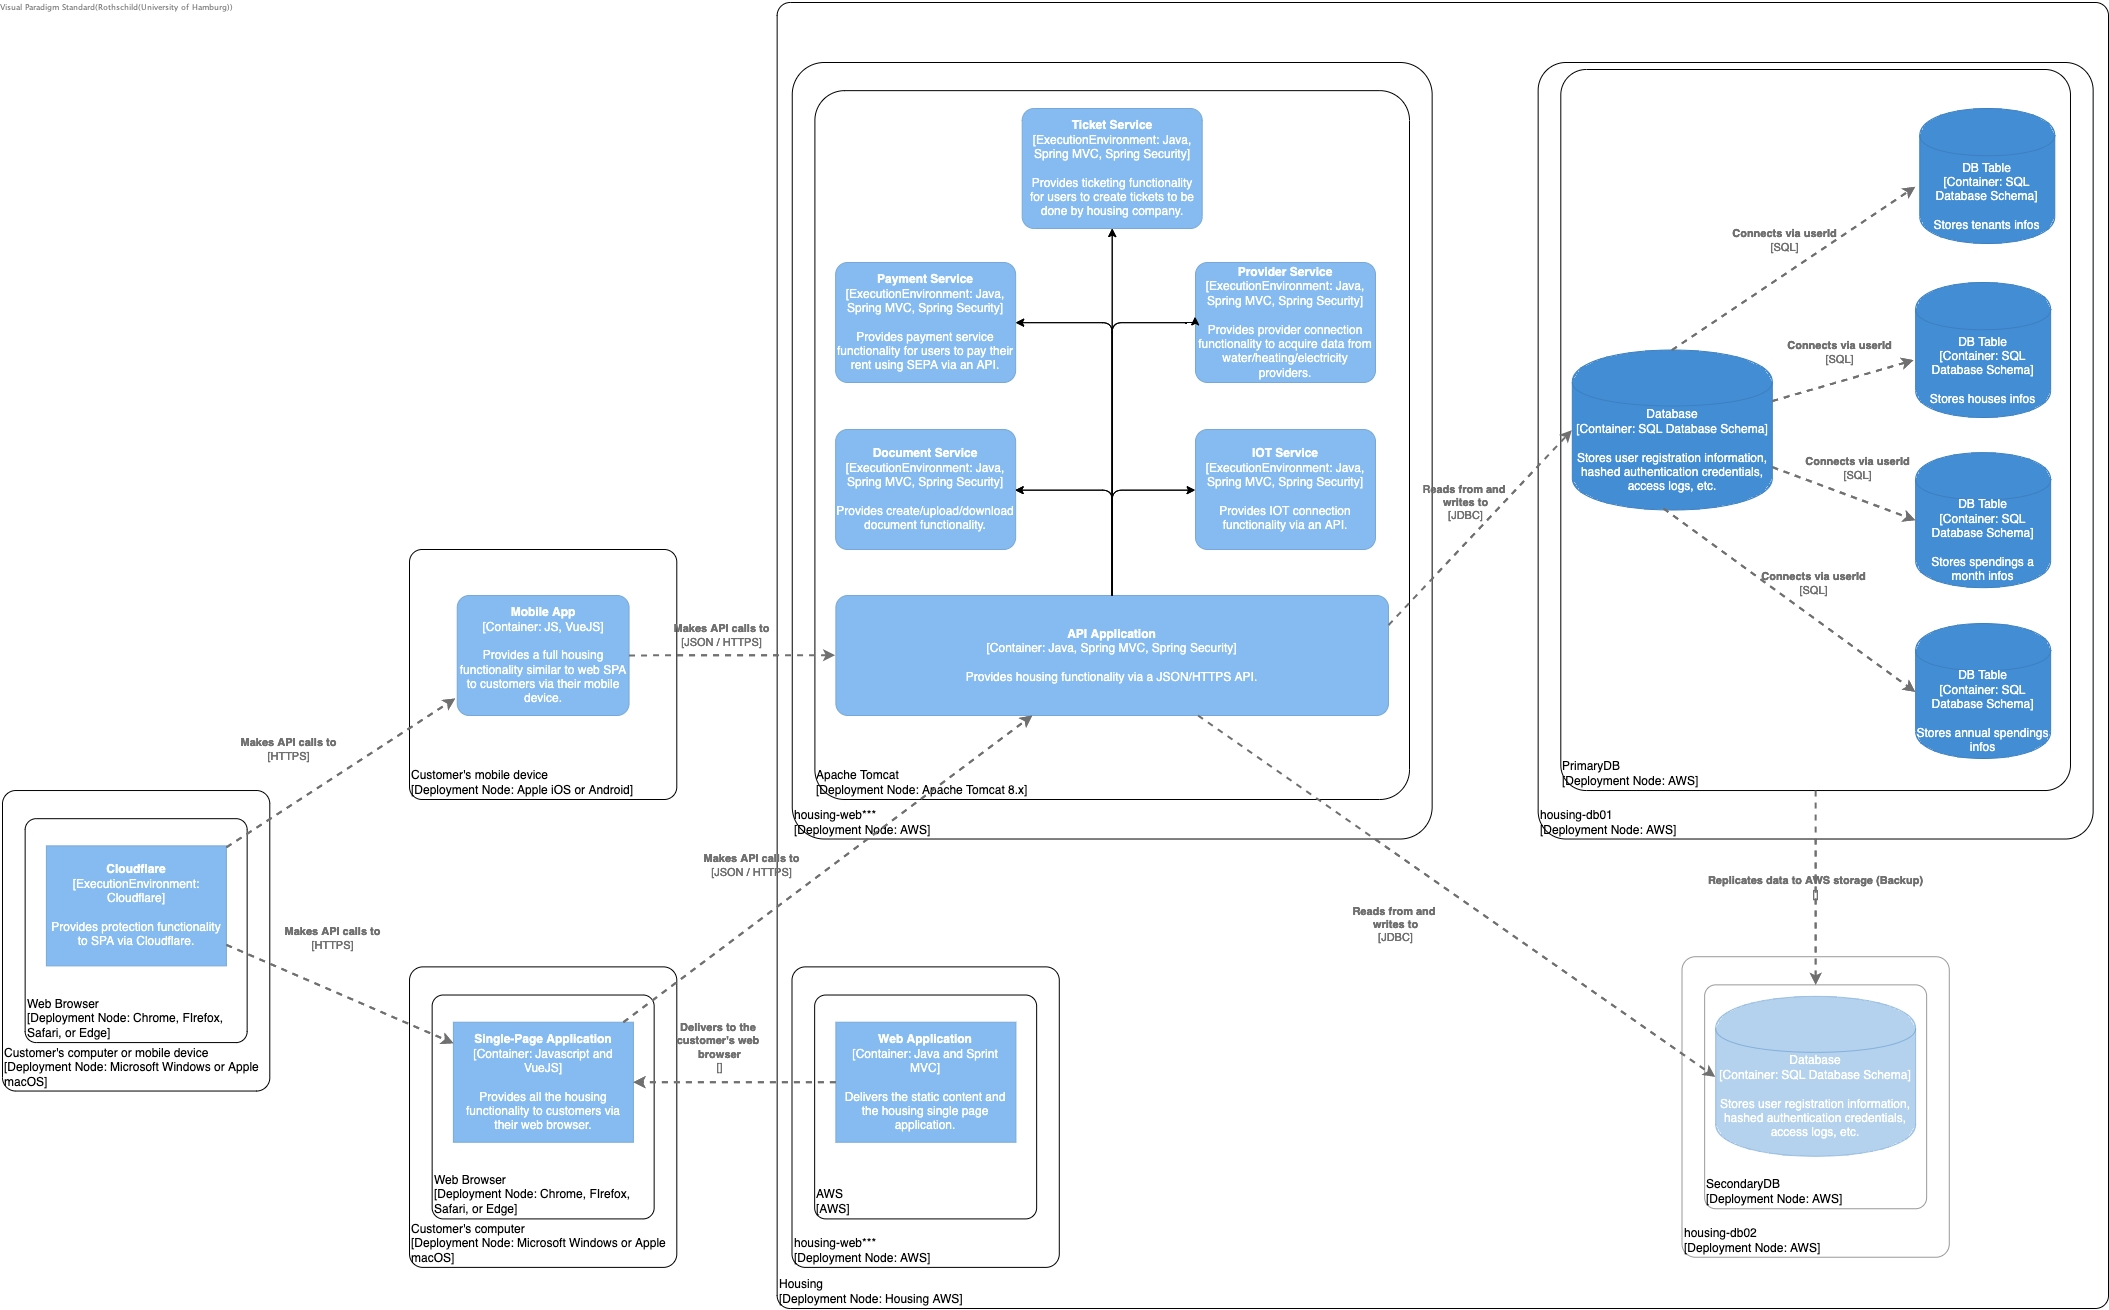 Visual Paradigm Standard(Rothschild(University of Hamburg))
Ticket Service
[ExecutionEnvironment: Java,
Spring MVC, Spring Security]
Provides ticketing functionality
for users to create tickets to be
done by housing company.
Payment Service
[ExecutionEnvironment: Java,
Spring MVC, Spring Security]
Provides payment service
functionality for users to pay their
rent using SEPA via an API.
Provider Service
[ExecutionEnvironment: Java,
Spring MVC, Spring Security]
Provides provider connection
functionality to acquire data from
water/heating/electricity
providers.
Document Service
[ExecutionEnvironment: Java,
Spring MVC, Spring Security]
Provides create/upload/download
document functionality.
IOT Service
[ExecutionEnvironment: Java,
Spring MVC, Spring Security]
Provides IOT connection
functionality via an API.
API Application
[Container: Java, Spring MVC, Spring Security]
Provides housing functionality via a JSON/HTTPS API.
Apache Tomcat
[Deployment Node: Apache Tomcat 8.x]
housing-web***
[Deployment Node: AWS]
Reads from and
writes to
[JDBC]
Database
[Container: SQL Database Schema]
Stores user registration information,
hashed authentication credentials,
access logs, etc.
Connects via userId
[SQL]
Connects via userId
[SQL]
Connects via userId
[SQL]
Connects via userId
[SQL]
DB Table
[Container: SQL
Database Schema]
Stores tenants infos
DB Table
[Container: SQL
Database Schema]
Stores houses infos
DB Table
[Container: SQL
Database Schema]
Stores spendings a
month infos
DB Table
[Container: SQL
Database Schema]
Stores annual spendings
infos
PrimaryDB
[Deployment Node: AWS]
housing-db01
[Deployment Node: AWS]
Mobile App
[Container: JS, VueJS]
Provides a full housing
functionality similar to web SPA
to customers via their mobile
device.
Customer's mobile device
[Deployment Node: Apple iOS or Android]
Makes API calls to
[JSON / HTTPS]
Makes API calls to
[HTTPS]
Cloudflare
[ExecutionEnvironment:
Cloudflare]
Provides protection functionality
to SPA via Cloudflare.
Web Browser
[Deployment Node: Chrome, FIrefox,
Safari, or Edge]
Customer's computer or mobile device
[Deployment Node: Microsoft Windows or Apple
macOS]
Makes API calls to
[HTTPS]
Makes API calls to
[JSON / HTTPS]
Single-Page Application
[Container: Javascript and
VueJS]
Provides all the housing
functionality to customers via
their web browser.
Web Browser
[Deployment Node: Chrome, FIrefox,
Safari, or Edge]
Customer's computer
[Deployment Node: Microsoft Windows or Apple
macOS]
Delivers to the
customer's web
browser
[]
Web Application
[Container: Java and Sprint
MVC]
Delivers the static content and
the housing single page
application.
AWS
[AWS]
housing-web***
[Deployment Node: AWS]
Reads from and
writes to
[JDBC]
Replicates data to AWS storage (Backup)
[]
Database
[Container: SQL Database Schema]
Stores user registration information,
hashed authentication credentials,
access logs, etc.
SecondaryDB
[Deployment Node: AWS]
housing-db02
[Deployment Node: AWS]
Housing
[Deployment Node: Housing AWS]